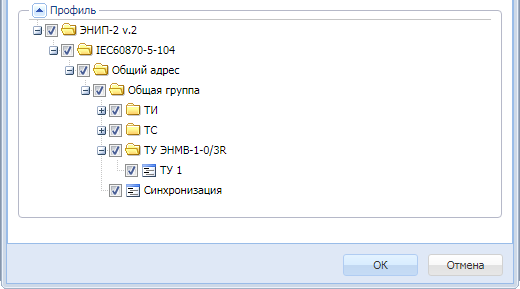 Профиль
ЭНИП-2 v.2
IEC60870-5-104
Общий адрес
Общая группа
ТИ
ТС
ТУ ЭНМВ-1-0/3R
ТУ 1
Синхронизация
OK
Отмена